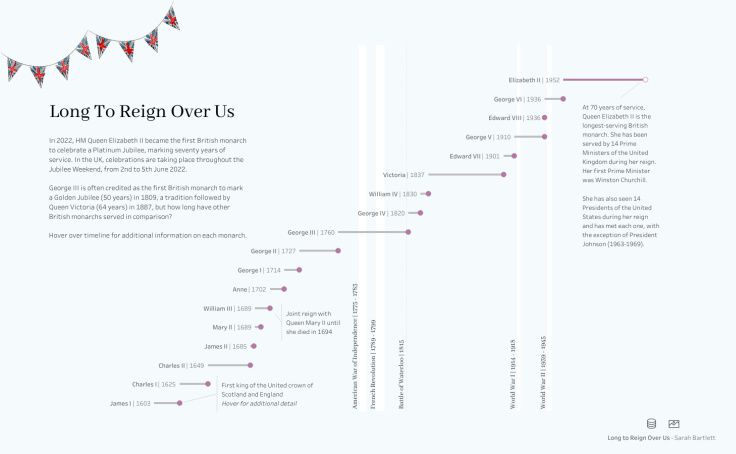 Long To Reign Over Us
In 2022, HM Queen Elizabeth II became the first British monarch
to celebrate a Platinum Jubilee, marking seventy years of
service. In the UK, celebrations are taking place throughout the
Jubilee Weekend, from 2nd to 5th June 2022.
George III is often credited as the first British monarch to mark
a Golden Jubilee (50 years) in 1809, a tradition followed by
Queen Victoria (64 years) in 1887, but how long have other
British monarchs served in comparison?
Hover over timeline for additional information on each monarch.
Elizabeth II | 1952
George VI | 1936
Edward VIII | 1936
George V | 1910
Edward VII | 1901
Victoria | 1837
William IV | 1830
George IV | 1820
George III | 1760
George II | 1727
George I | 1714
Anne | 1702
William III | 1689
Mary II | 1689
James II | 1685
Charles II | 1649
Charles I | 1625
James I | 1603
At 70 years of service,
Queen Elizabeth II is the
longest-serving British
monarch. She has been
served by 14 Prime
Ministers of the United
Kingdom during her reign.
Her first Prime Minister
was Winston Churchill.
She has also seen 14
Presidents of the United
States during her reign
and has met each one, with
the exception of President
Johnson (1963-1969).
Joint reign with
Queen Mary II until
she died in 1694
First king of the United crown of
Scotland and England
Hover for additional detail
American War of Independence | 1775 - 1783
French Revolution | 1789 - 1799
Battle of Waterloo | 1815
World War I | 1914 - 1918
World War II | 1939 - 1945
Long to Reign Over Us - Sarah Bartlett